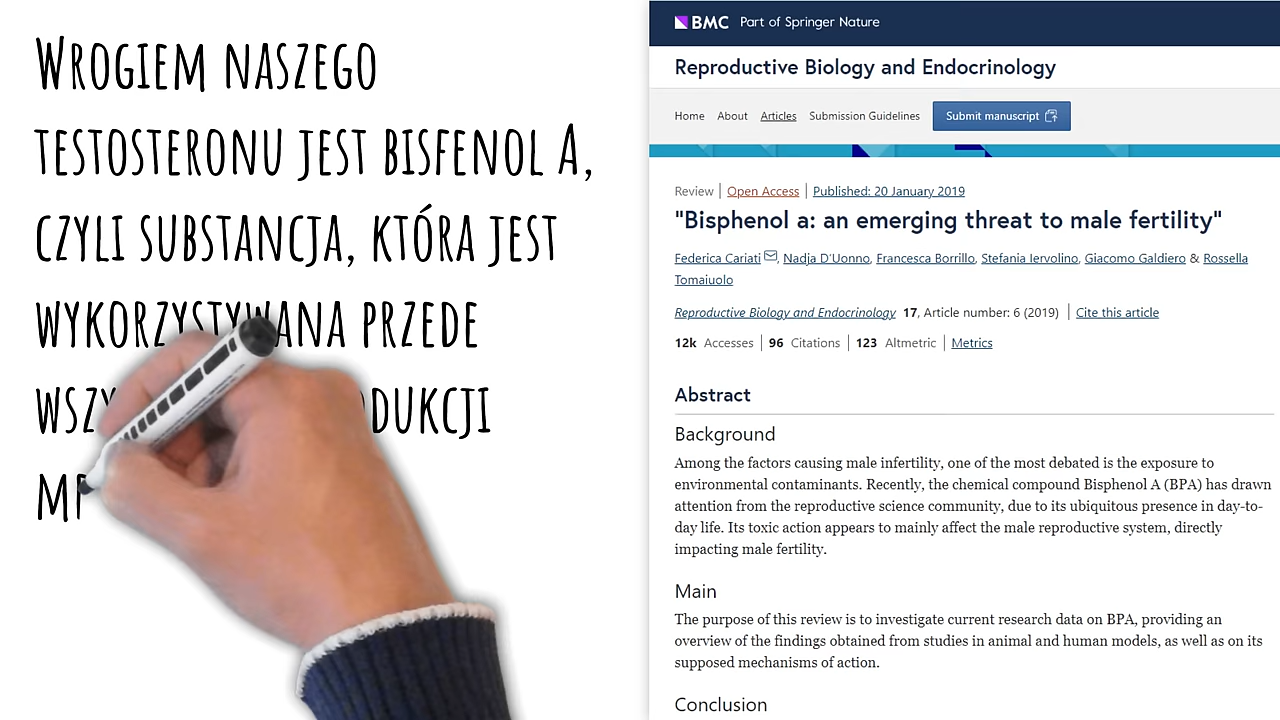 Wrogiem naszego
testosteronu jest bisfenol A,
czyli substancja, która jest
wykorzystywana przede
BMC Part of Springer Nature
Reproductive Biology and Endocrinology
Home About Articles Submission Guidelines Submit manuscript
Review | Open Access | Published: 20 January 2019
"Bisphenol a: an emerging threat to male fertility"
Federica Cariati, Nadja D'Uonno, Francesca Borrillo, Stefania Iervolino, Giacomo Galdiero & Rossella
Tomaiuolo
Reproductive Biology and Endocrinology 17, Article number: 6 (2019) | Cite this article
12k Accesses | 96 Citations | 123 Altmetric | Metrics
Abstract
Background
Among the factors causing male infertility, one of the most debated is the exposure to
environmental contaminants. Recently, the chemical compound Bisphenol A (BPA) has drawn
attention from the reproductive science community, due to its ubiquitous presence in day-to-
day life. Its toxic action appears to mainly affect the male reproductive system, directly
impacting male fertility.
Main
The purpose of this review is to investigate current research data on BPA, providing an
overview of the findings obtained from studies in animal and human models, as well as on its
supposed mechanisms of action.
Conclusion